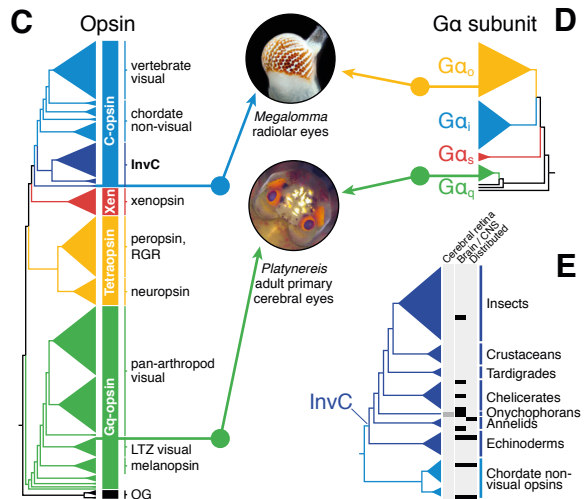 C
Opsin
Gα subunit
D
vertebrate
visual
chordate
non-visual
InvC
xenopsin
peropsin,
RGR
neuropsin
pan-arthropod
visual
LTZ visual
melanopsin
OG
C-opsin
Xen
Tetraopsin
Gq-opsin
Megalomma
radiolar eyes
Platynereis
adult primary
cerebral eyes
Gαo
Gαi
Gαs
Gαq
E
Cerebral retina
Brain / CNS
Distributed
InvC
Insects
Crustaceans
Tardigrades
Chelicerates
Onychophorans
Annelids
Echinoderms
Chordate non-
visual opsins